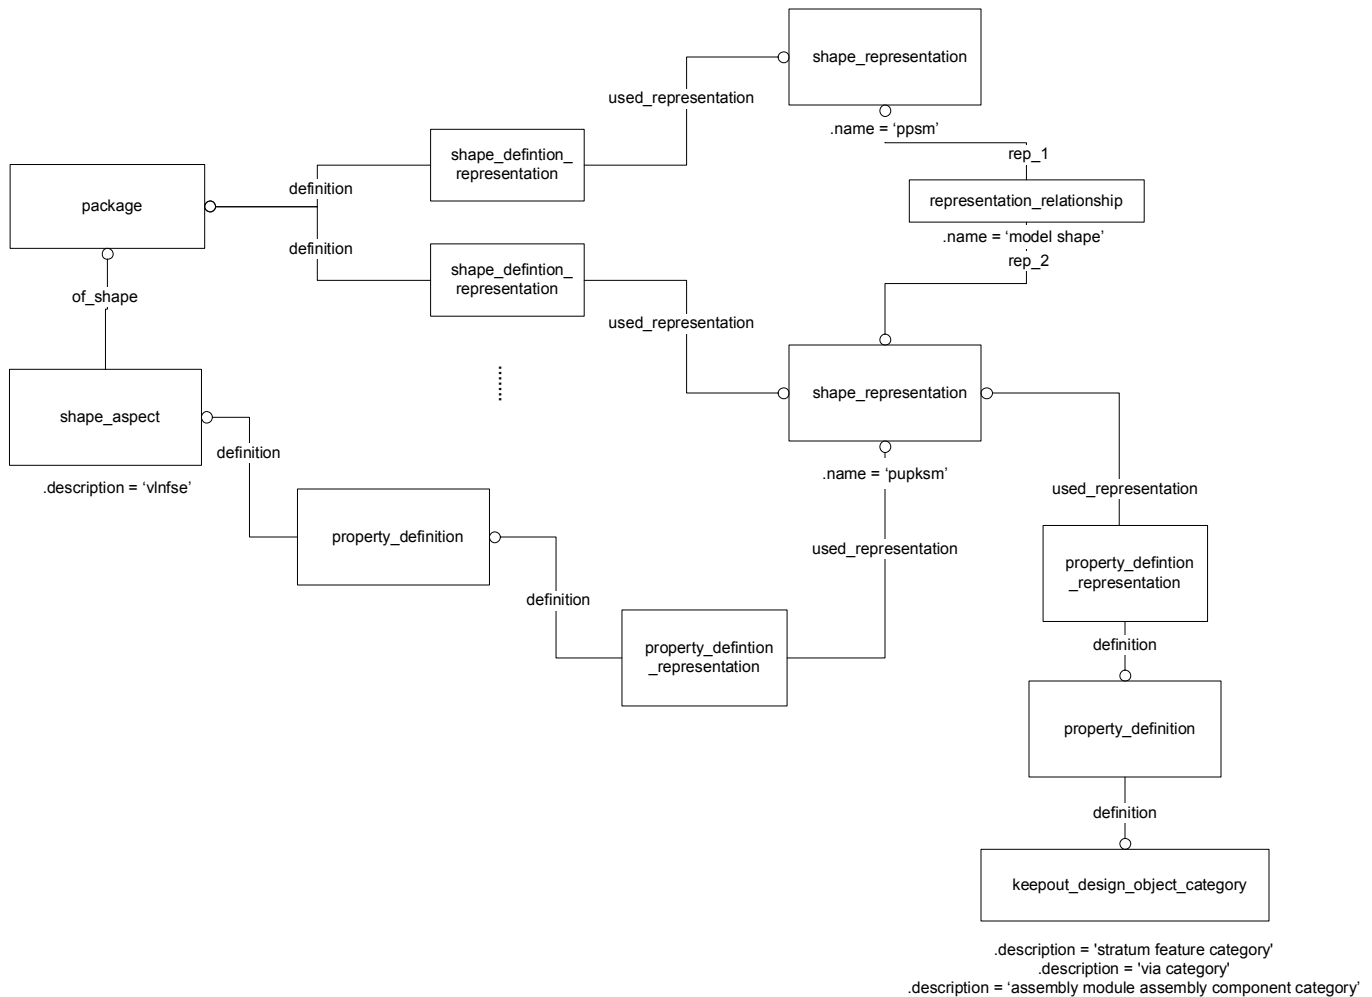 shape_representation
used_representation
.name = ‘ppsm’
shape_defintion_
representation
rep_1
definition
package
representation_relationship
.name = ‘model shape’
definition
rep_2
shape_defintion_
representation
of_shape
used_representation
shape_representation
shape_aspect
definition
.name = ‘pupksm’
.description = ‘vlnfse’
used_representation
property_definition
used_representation
property_defintion
_representation
definition
property_defintion
_representation
definition
property_definition
definition
keepout_design_object_category
.description = 'stratum feature category'
.description = 'via category'
.description = ‘assembly module assembly component category’